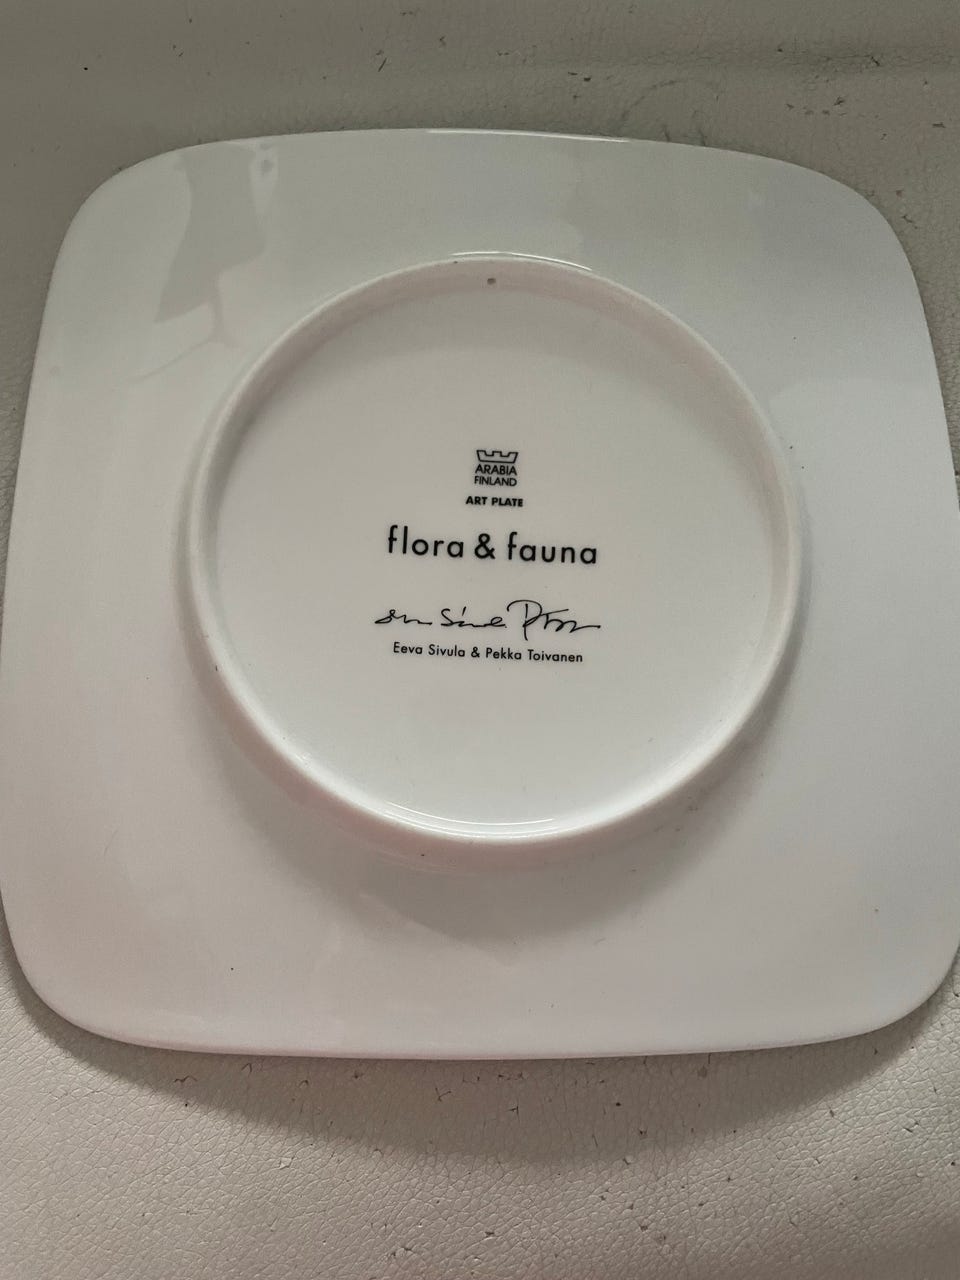 ARABIA
FINLAND
ART PLATE
flora & fauna
Eeva Sivula & Pekka Toivanen